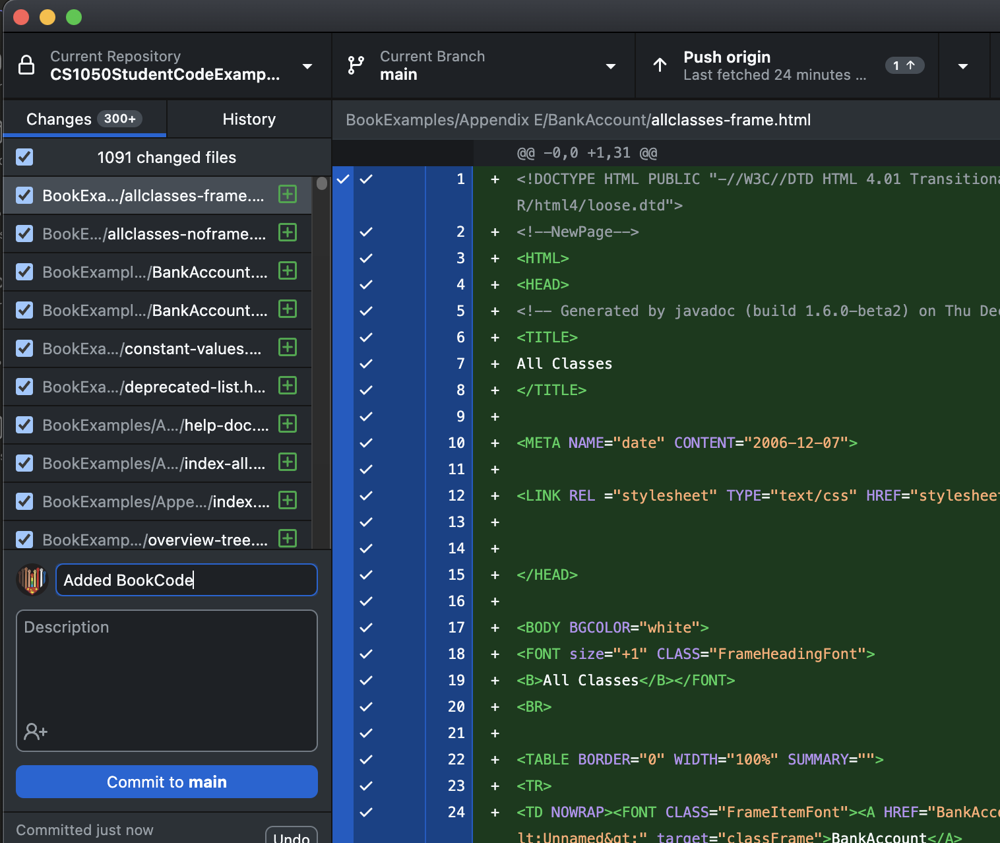 Current Repository
CS1050StudentCodeExamp...
Current Branch
main
Push origin
Last fetched 24 minutes ...
1
Changes 300+
History
1091 changed files
BookExa.../allclasses-frame....
BookE.../allclasses-noframe....
BookExampl.../BankAccount....
BookExampl.../BankAccount....
BookExa.../constant-values....
BookExa.../deprecated-list.h...
BookExamples/A.../help-doc....
BookExamples/A.../index-all....
BookExamples/Appe.../index....
BookExamp.../overview-tree....
Added BookCode
Description
Commit to main
Committed just now
Undo
BookExamples/Appendix E/BankAccount/allclasses-frame.html
@@ -0,0 +1,31 @@
1 + <!DOCTYPE HTML PUBLIC "-//W3C//DTD HTML 4.01 Transitiona
R/html4/loose.dtd">
2 + <!--NewPage-->
3 + <HTML>
4 + <HEAD>
5 + <!-- Generated by javadoc (build 1.6.0-beta2) on Thu Dec
6 + <TITLE>
7 + All Classes
8 + </TITLE>
9 +
10 + <META NAME="date" CONTENT="2006-12-07">
11 +
12 + <LINK REL ="stylesheet" TYPE="text/css" HREF="stylesheet
13 +
14 +
15 + </HEAD>
16 +
17 + <BODY BGCOLOR="white">
18 + <FONT size="+1" CLASS="FrameHeadingFont">
19 + <B>All Classes</B></FONT>
20 + <BR>
21 +
22 + <TABLE BORDER="0" WIDTH="100%" SUMMARY="">
23 + <TR>
24 + <TD NOWRAP><FONT CLASS="FrameItemFont"><A HREF="BankAcco
lt;Unnamed&gt;" target="classFrame">BankAccount</A>